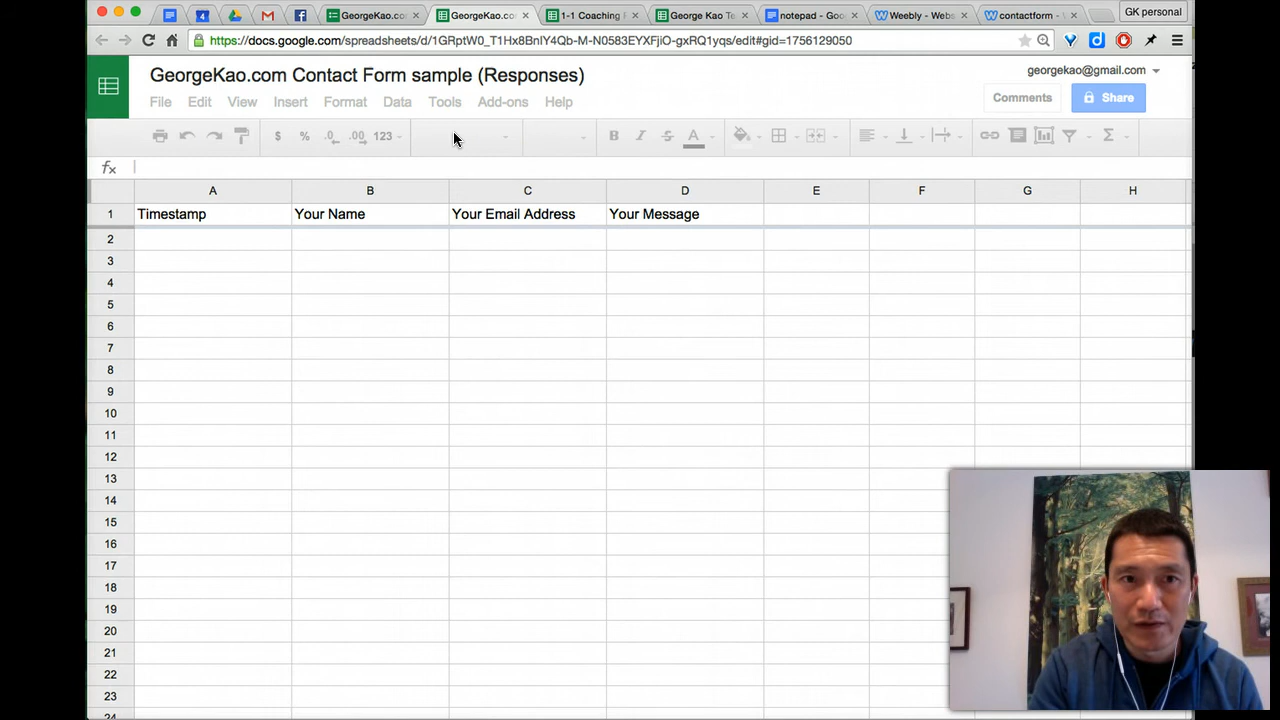 GeorgeKao.co
GeorgeKao.co
1-1 Coaching
George Kao Te
notepad - Goo
Weebly - Webs
contactform - W
GK personal
https://docs.google.com/spreadsheets/d/1GRptW0_T1Hx8BnlY4Qb-M-N0583EYXFjiO-gxRQ1yqs/edit#gid=1756129050
GeorgeKao.com Contact Form sample (Responses)
georgekao@gmail.com
File Edit View Insert Format Data Tools Add-ons Help
Comments
Share
$ % .0 .00 123
B I S A
fx
A B C D E F G H
1 Timestamp Your Name Your Email Address Your Message
2
3
4
5
6
7
8
9
10
11
12
13
14
15
16
17
18
19
20
21
22
23
24